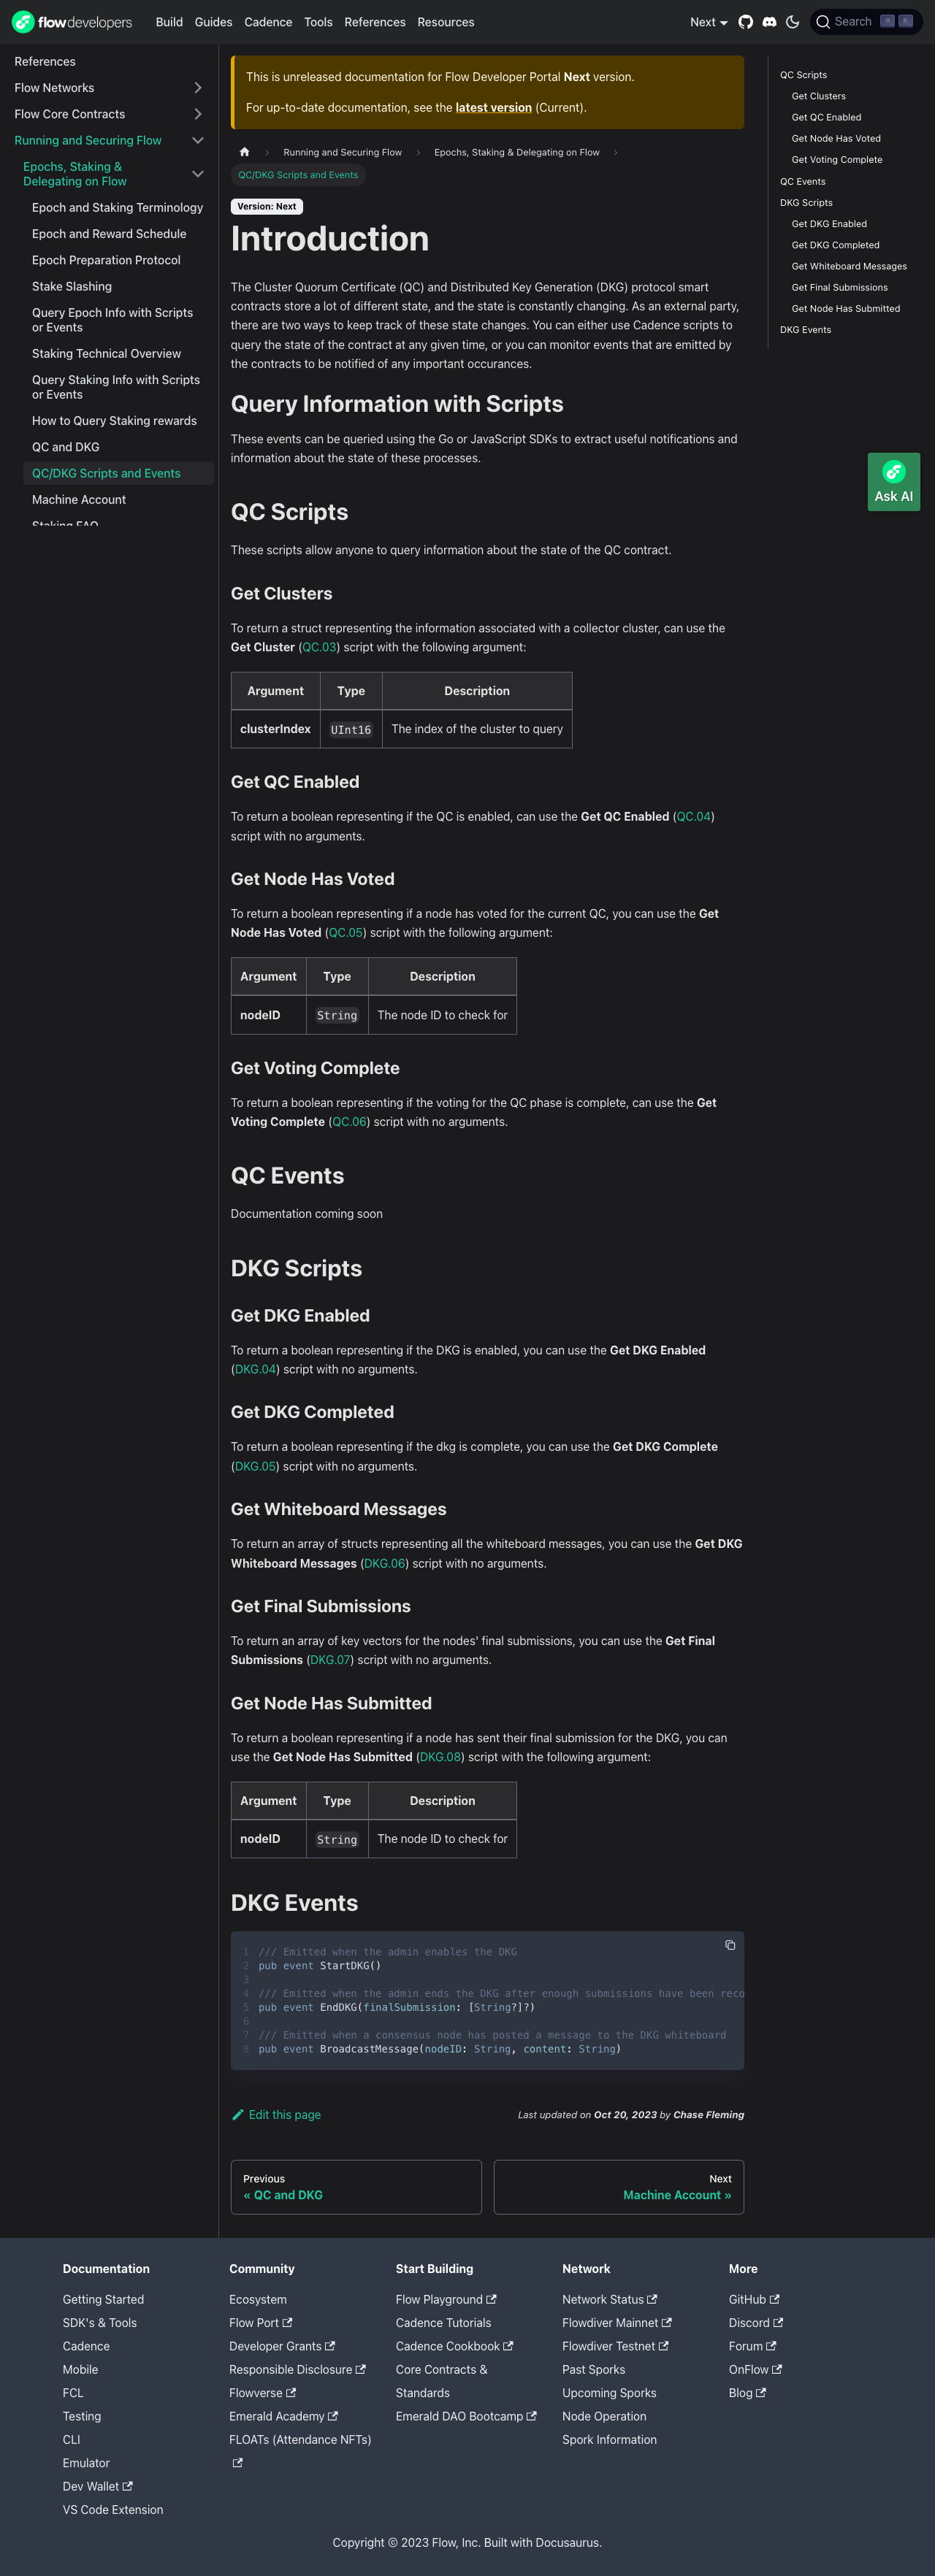 flowdevelopers
Build Guides Cadence Tools References Resources
Next
Search ⌘ K
References
Flow Networks
Flow Core Contracts
Running and Securing Flow
Epochs, Staking &
Delegating on Flow
Epoch and Staking Terminology
Epoch and Reward Schedule
Epoch Preparation Protocol
Stake Slashing
Query Epoch Info with Scripts
or Events
Staking Technical Overview
Query Staking Info with Scripts
or Events
How to Query Staking rewards
QC and DKG
QC/DKG Scripts and Events
Machine Account
Staking FAQ
This is unreleased documentation for Flow Developer Portal Next version.
For up-to-date documentation, see the latest version (Current).
Running and Securing Flow
Epochs, Staking & Delegating on Flow
QC/DKG Scripts and Events
Version: Next
Introduction
The Cluster Quorum Certificate (QC) and Distributed Key Generation (DKG) protocol smart
contracts store a lot of different state, and the state is constantly changing. As an external party,
there are two ways to keep track of these state changes. You can either use Cadence scripts to
query the state of the contract at any given time, or you can monitor events that are emitted by
the contracts to be notified of any important occurances.
Query Information with Scripts
These events can be queried using the Go or JavaScript SDKs to extract useful notifications and
information about the state of these processes.
QC Scripts
These scripts allow anyone to query information about the state of the QC contract.
Get Clusters
To return a struct representing the information associated with a collector cluster, can use the
Get Cluster (QC.03) script with the following argument:
Argument Type Description
clusterIndex UInt16 The index of the cluster to query
Get QC Enabled
To return a boolean representing if the QC is enabled, can use the Get QC Enabled (QC.04)
script with no arguments.
Get Node Has Voted
To return a boolean representing if a node has voted for the current QC, you can use the Get
Node Has Voted (QC.05) script with the following argument:
Argument Type Description
nodeID String The node ID to check for
Get Voting Complete
To return a boolean representing if the voting for the QC phase is complete, can use the Get
Voting Complete (QC.06) script with no arguments.
QC Events
Documentation coming soon
DKG Scripts
Get DKG Enabled
To return a boolean representing if the DKG is enabled, you can use the Get DKG Enabled
(DKG.04) script with no arguments.
Get DKG Completed
To return a boolean representing if the dkg is complete, you can use the Get DKG Complete
(DKG.05) script with no arguments.
Get Whiteboard Messages
To return an array of structs representing all the whiteboard messages, you can use the Get DKG
Whiteboard Messages (DKG.06) script with no arguments.
Get Final Submissions
To return an array of key vectors for the nodes' final submissions, you can use the Get Final
Submissions (DKG.07) script with no arguments.
Get Node Has Submitted
To return a boolean representing if a node has sent their final submission for the DKG, you can
use the Get Node Has Submitted (DKG.08) script with the following argument:
Argument Type Description
nodeID String The node ID to check for
DKG Events
1 /// Emitted when the admin enables the DKG
2 pub event StartDKG()
3
4 /// Emitted when the admin ends the DKG after enough submissions have been reco
5 pub event EndDKG(finalSubmission: [String?]?)
6
7 /// Emitted when a consensus node has posted a message to the DKG whiteboard
8 pub event BroadcastMessage(nodeID: String, content: String)
Edit this page
Last updated on Oct 20, 2023 by Chase Fleming
Previous
« QC and DKG
Next
Machine Account »
QC Scripts
Get Clusters
Get QC Enabled
Get Node Has Voted
Get Voting Complete
QC Events
DKG Scripts
Get DKG Enabled
Get DKG Completed
Get Whiteboard Messages
Get Final Submissions
Get Node Has Submitted
DKG Events
Ask AI
Documentation
Getting Started
SDK's & Tools
Cadence
Mobile
FCL
Testing
CLI
Emulator
Dev Wallet
VS Code Extension
Community
Ecosystem
Flow Port
Developer Grants
Responsible Disclosure
Flowverse
Emerald Academy
FLOATs (Attendance NFTs)
Start Building
Flow Playground
Cadence Tutorials
Cadence Cookbook
Core Contracts &
Standards
Emerald DAO Bootcamp
Network
Network Status
Flowdiver Mainnet
Flowdiver Testnet
Past Sporks
Upcoming Sporks
Node Operation
Spork Information
More
GitHub
Discord
Forum
OnFlow
Blog
Copyright © 2023 Flow, Inc. Built with Docusaurus.